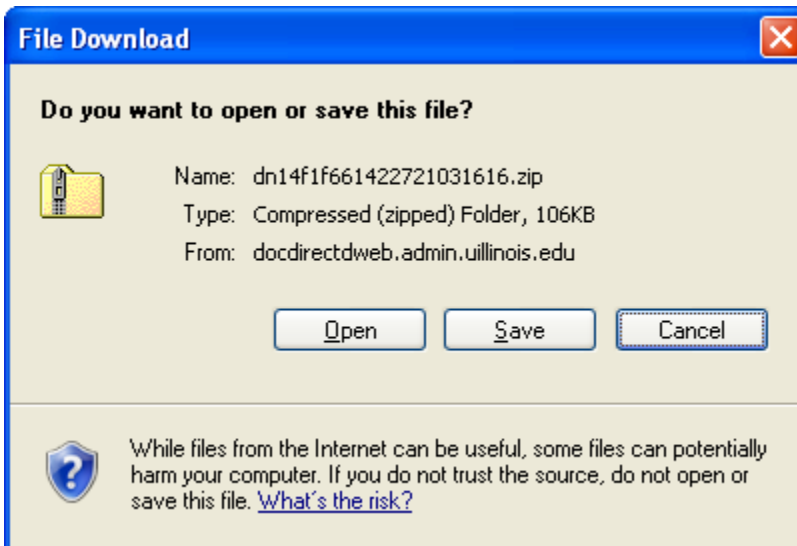 File Download
Do you want to open or save this file?
Name: dn14f1f661422721031616.zip
Type: Compressed (zipped) Folder, 106KB
From: docdirectdweb.admin.uillinois.edu
Open Save Cancel
While files from the Internet can be useful, some files can potentially
harm your computer. If you do not trust the source, do not open or
save this file. What's the risk?